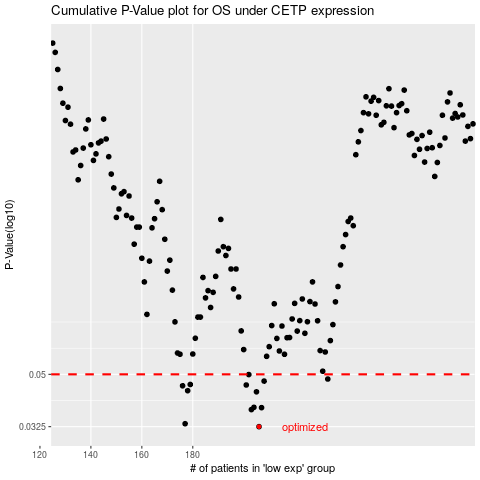 Cumulative P-Value plot for OS under CETP expression
P-Value(log10)
0.05
0.0325
optimized
120 140 160 180
# of patients in 'low exp' group